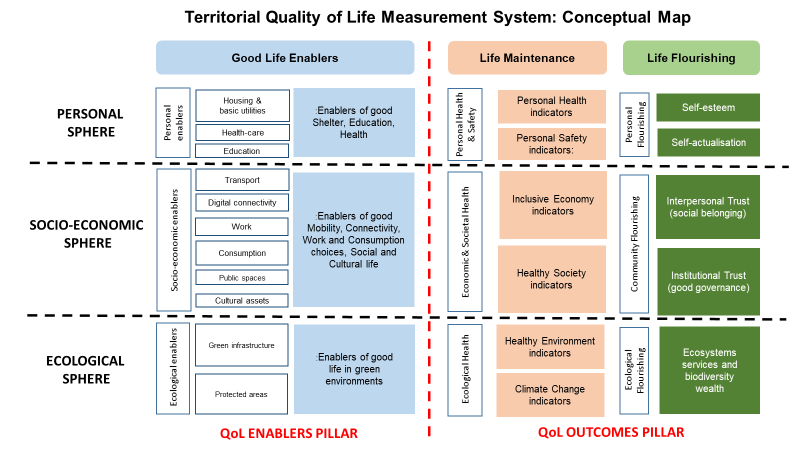 Territorial Quality of Life Measurement System: Conceptual Map
Good Life Enablers
Life Maintenance
Life Flourishing
PERSONAL
SPHERE
Personal
enablers
Housing &
basic utilities
Health-care
Education
:Enablers of good
Shelter, Education,
Health
Personal Health
& Safety
Personal Health
indicators
Personal Safety
indicators:
Personal
Flourishing
Self-esteem
Self-actualisation
SOCIO-ECONOMIC
SPHERE
Socio-economic enablers
Transport
Digital connectivity
Work
Consumption
Public spaces
Cultural assets
:Enablers of good
Mobility, Connectivity,
Work and Consumption
choices, Social and
Cultural life
Economic & Societal Health
Inclusive Economy
indicators
Healthy Society
indicators
Community Flourishing
Interpersonal Trust
(social belonging)
Institutional Trust
(good governance)
ECOLOGICAL
SPHERE
Ecological enablers
Green infrastructure
Protected areas
:Enablers of good
life in green
environments
Ecological Health
Healthy Environment
indicators
Climate Change
indicators
Ecological
Flourishing
Ecosystems
services and
biodiversity
wealth
QoL ENABLERS PILLAR
QoL OUTCOMES PILLAR